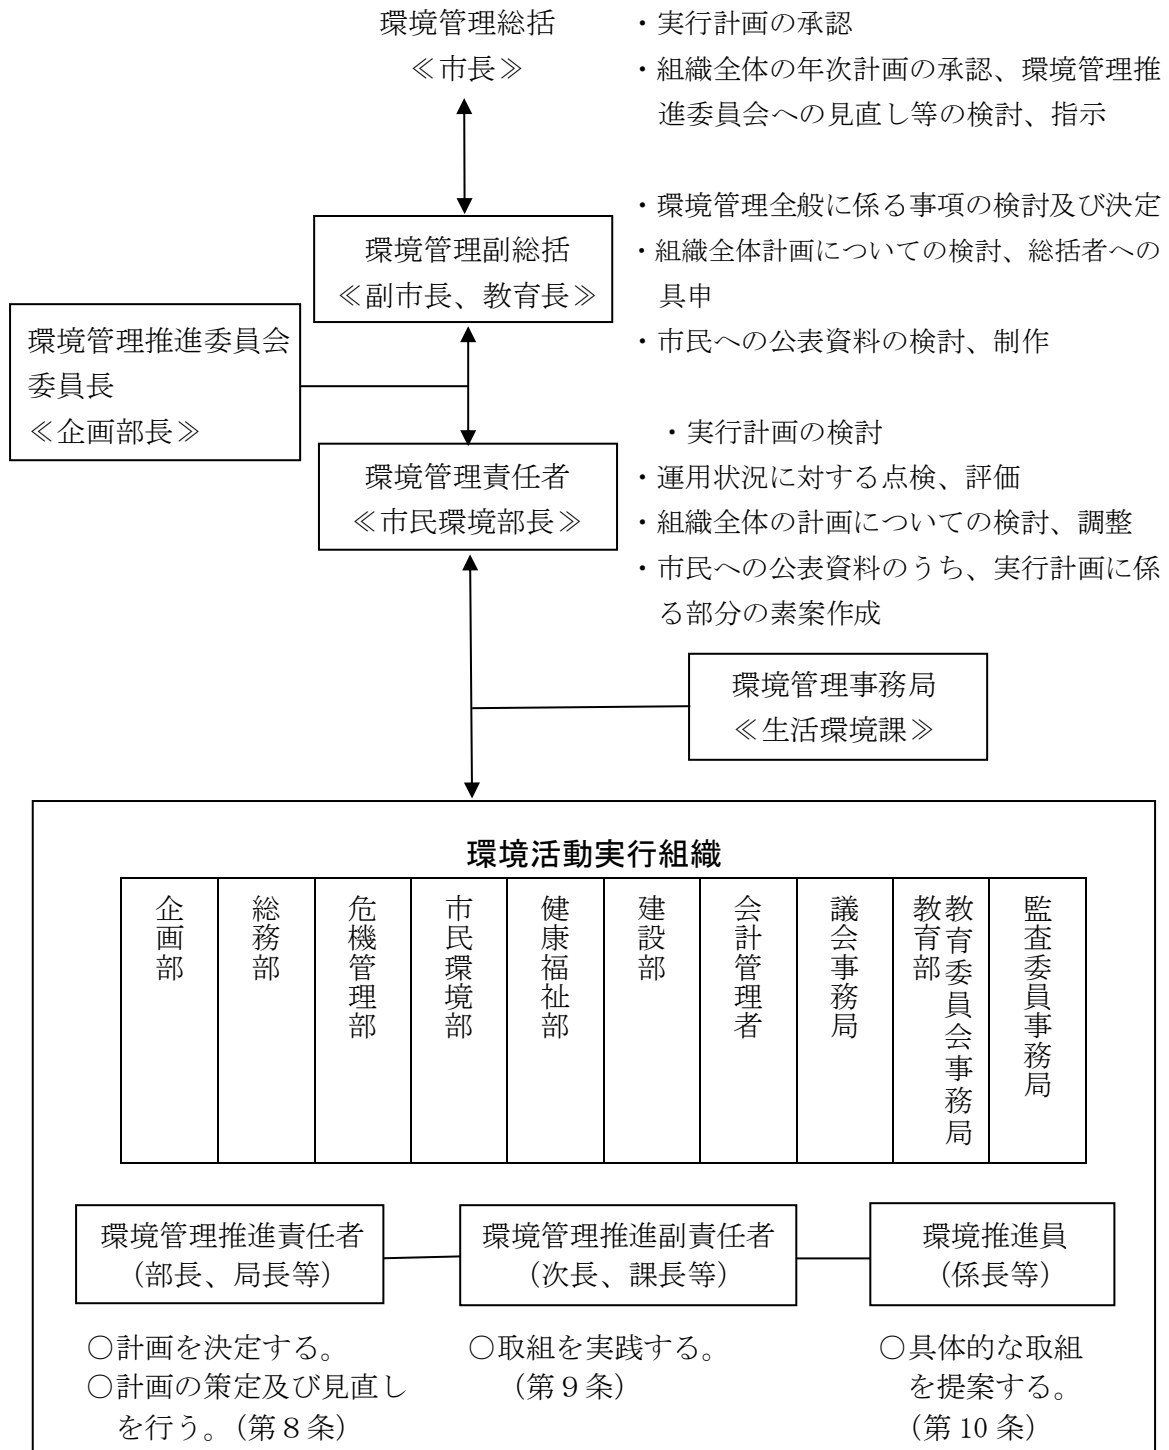 環境管理総括
≪市長≫
・実行計画の承認
・組織全体の年次計画の承認、環境管理推
進委員会への見直し等の検討、指示
環境管理副総括
≪副市長、教育長≫
・環境管理全般に係る事項の検討及び決定
・組織全体計画についての検討、総括者への
具申
・市民への公表資料の検討、制作
環境管理推進委員会
委員長
≪企画部長≫
環境管理責任者
≪市民環境部長≫
・実行計画の検討
・運用状況に対する点検、評価
・組織全体の計画についての検討、調整
・市民への公表資料のうち、実行計画に係
る部分の素案作成
環境管理事務局
≪生活環境課≫
環境活動実行組織
企画部
総務部
危機管理部
市民環境部
健康福祉部
建設部
会計管理者
議会事務局
教育委員会事務局
教育部
監査委員事務局
環境管理推進責任者
(部長、局長等)
環境管理推進副責任者
(次長、課長等)
環境推進員
(係長等)
○計画を決定する。
○計画の策定及び見直し
を行う。(第8条)
○取組を実践する。
(第9条)
○具体的な取組
を提案する。
(第10条)